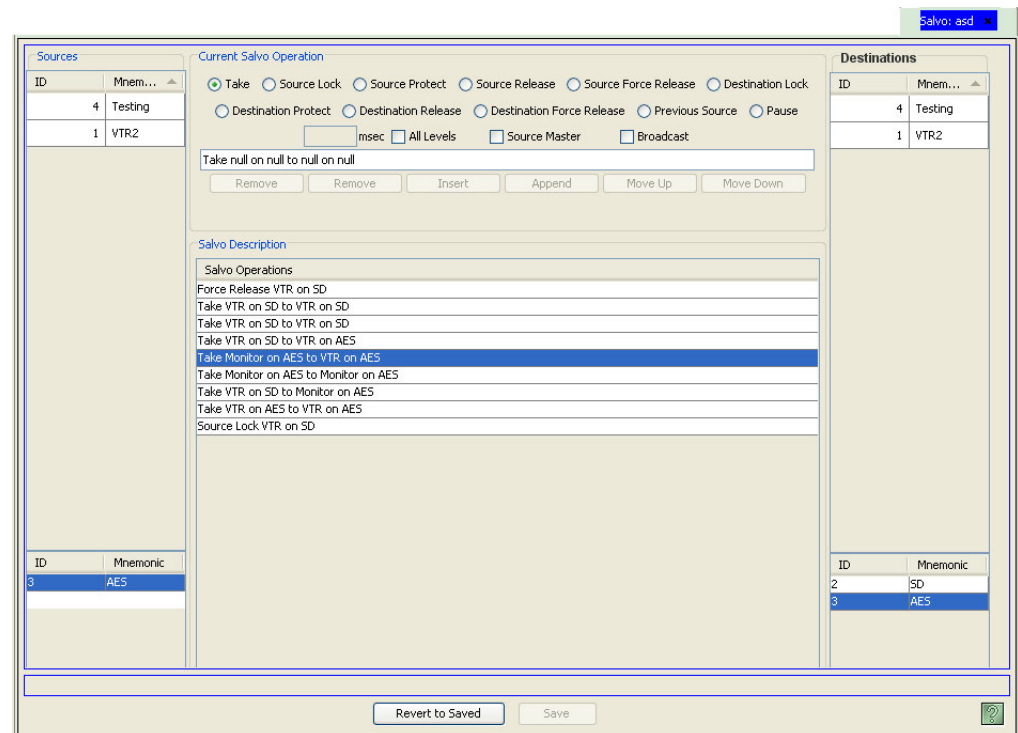 Salvo: asd
Sources
ID Mnem...
4 Testing
1 VTR2
ID Mnemonic
3 AES
Current Salvo Operation
Take Source Lock Source Protect Source Release Source Force Release Destination Lock
Destination Protect Destination Release Destination Force Release Previous Source Pause
msec All Levels Source Master Broadcast
Take null on null to null on null
Remove Remove Insert Append Move Up Move Down
Salvo Description
Salvo Operations
Force Release VTR on SD
Take VTR on SD to VTR on SD
Take VTR on SD to VTR on SD
Take VTR on SD to VTR on AES
Take Monitor on AES to VTR on AES
Take Monitor on AES to Monitor on AES
Take VTR on SD to Monitor on AES
Take VTR on AES to VTR on AES
Source Lock VTR on SD
Destinations
ID Mnem...
4 Testing
1 VTR2
ID Mnemonic
2 SD
3 AES
Revert to Saved Save
?